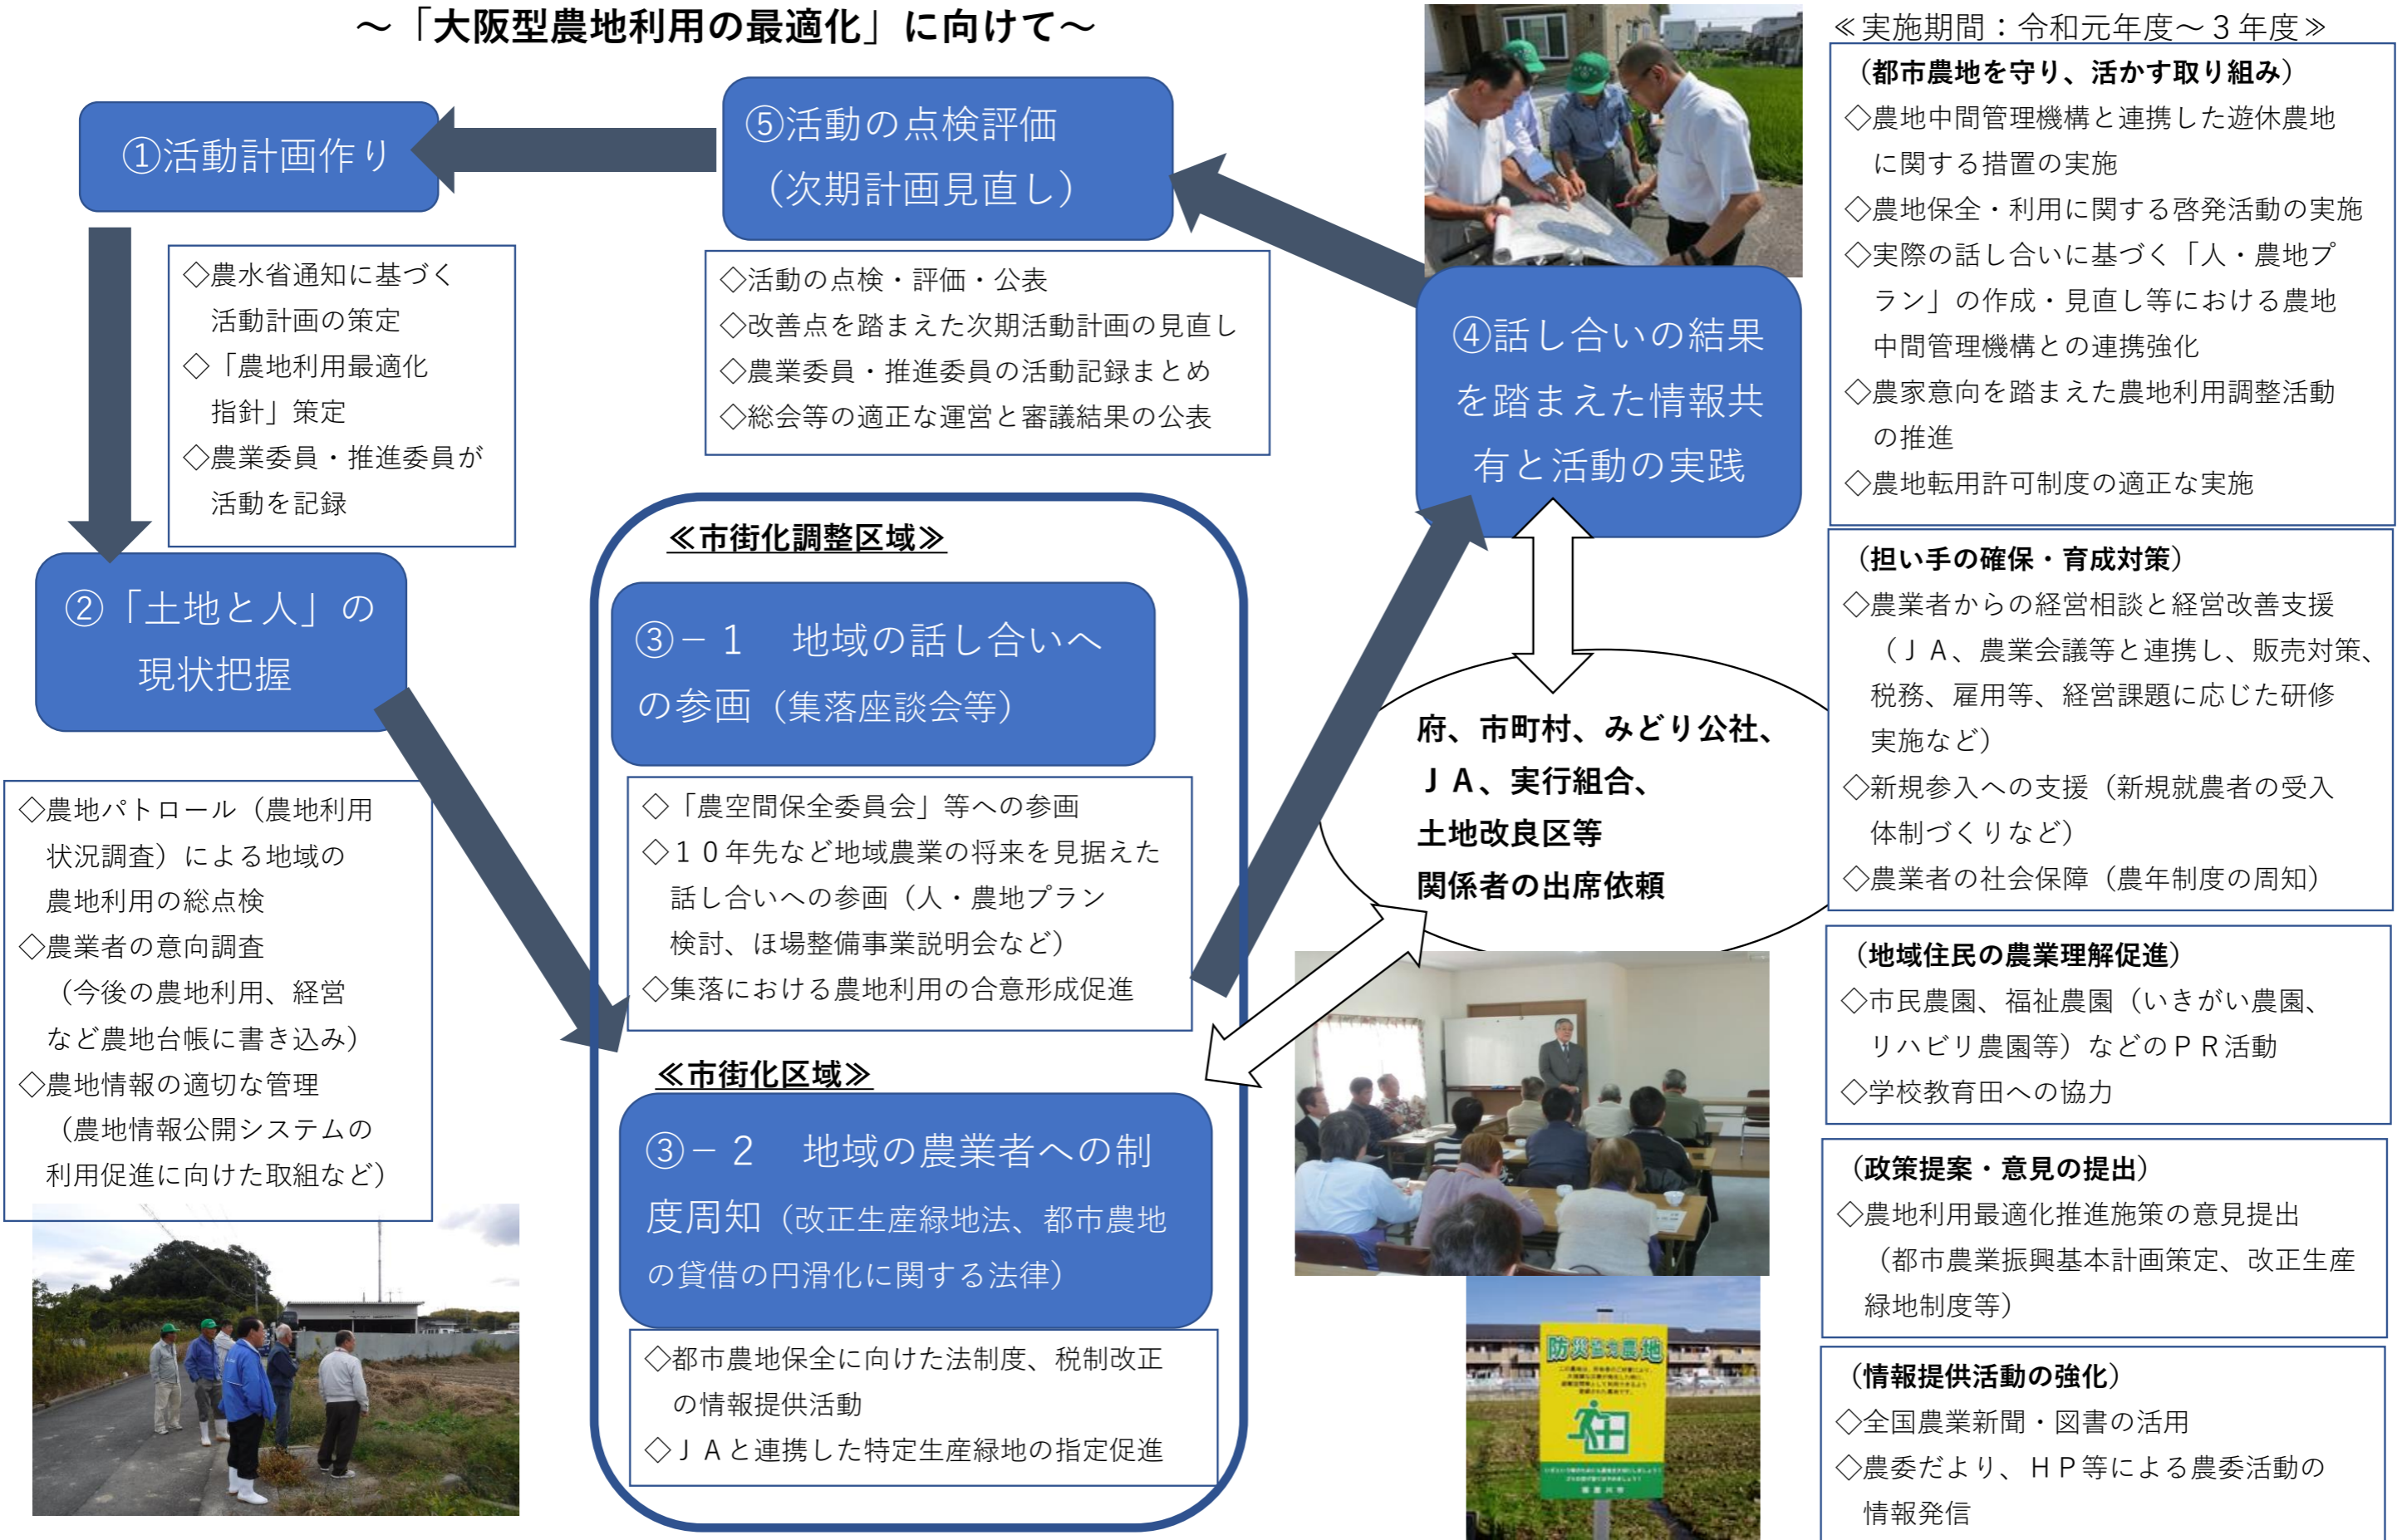 ～「大阪型農地利用の最適化」に向けて～
≪実施期間：令和元年度～３年度≫
①活動計画作り
◇農水省通知に基づく
活動計画の策定
◇「農地利用最適化
指針」策定
◇農業委員・推進委員が
活動を記録
②「土地と人」の
現状把握
◇農地パトロール（農地利用
状況調査）による地域の
農地利用の総点検
◇農業者の意向調査
（今後の農地利用、経営
など農地台帳に書き込み）
◇農地情報の適切な管理
（農地情報公開システムの
利用促進に向けた取組など）
≪市街化調整区域≫
③－１　地域の話し合いへ
の参画（集落座談会等）
◇「農空間保全委員会」等への参画
◇１０年先など地域農業の将来を見据えた
話し合いへの参画（人・農地プラン
検討、ほ場整備事業説明会など）
◇集落における農地利用の合意形成促進
≪市街化区域≫
③－２　地域の農業者への制
度周知（改正生産緑地法、都市農地
の貸借の円滑化に関する法律）
◇都市農地保全に向けた法制度、税制改正
の情報提供活動
◇ＪＡと連携した特定生産緑地の指定促進
④話し合いの結果
を踏まえた情報共
有と活動の実践
府、市町村、みどり公社、
ＪＡ、実行組合、
土地改良区等
関係者の出席依頼
⑤活動の点検評価
（次期計画見直し）
◇活動の点検・評価・公表
◇改善点を踏まえた次期活動計画の見直し
◇農業委員・推進委員の活動記録まとめ
◇総会等の適正な運営と審議結果の公表
防災協力農地
（都市農地を守り、活かす取り組み）
◇農地中間管理機構と連携した遊休農地
に関する措置の実施
◇農地保全・利用に関する啓発活動の実施
◇実際の話し合いに基づく「人・農地プ
ラン」の作成・見直し等における農地
中間管理機構との連携強化
◇農家意向を踏まえた農地利用調整活動
の推進
◇農地転用許可制度の適正な実施
（担い手の確保・育成対策）
◇農業者からの経営相談と経営改善支援
（ＪＡ、農業会議等と連携し、販売対策、
税務、雇用等、経営課題に応じた研修
実施など）
◇新規参入への支援（新規就農者の受入
体制づくりなど）
◇農業者の社会保障（農年制度の周知）
（地域住民の農業理解促進）
◇市民農園、福祉農園（いきがい農園、
リハビリ農園等）などのＰＲ活動
◇学校教育田への協力
（政策提案・意見の提出）
◇農地利用最適化推進施策の意見提出
（都市農業振興基本計画策定、改正生産
緑地制度等）
（情報提供活動の強化）
◇全国農業新聞・図書の活用
◇農委だより、ＨＰ等による農委活動の
情報発信